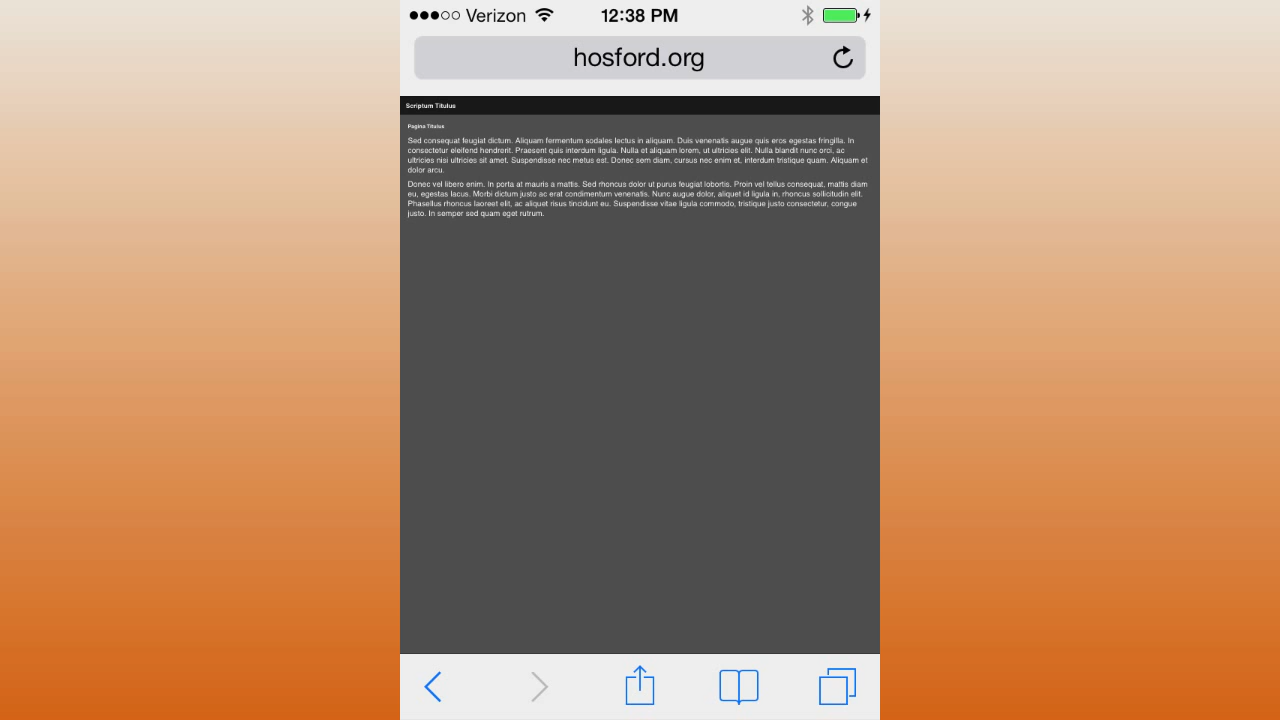 Verizon 12:38 PM
hosford.org
Scriptum Titulus
Pagina Titulus
Sed consequat feugiat dictum. Aliquam fermentum sodales lectus in aliquam. Duis venenatis augue quis eros egestas fringilla. In
consectetur eleifend hendrerit. Praesent quis interdum ligula. Nulla et aliquam lorem, ut ultricies elit. Nulla blandit nunc orci, ac
ultricies nisi ultricies sit amet. Suspendisse nec metus est. Donec sem diam, cursus nec enim et, interdum tristique quam. Aliquam et
dolor arcu.
Donec vel libero enim. In porta at mauris a mattis. Sed rhoncus dolor ut purus feugiat lobortis. Proin vel tellus consequat, mattis diam
eu, egestas lacus. Morbi dictum justo ac erat condimentum venenatis. Nunc augue dolor, aliquet id ligula in, rhoncus sollicitudin elit.
Phasellus rhoncus laoreet elit, ac aliquet risus tincidunt eu. Suspendisse vitae ligula commodo, tristique justo consectetur, congue
justo. In semper sed quam eget rutrum.